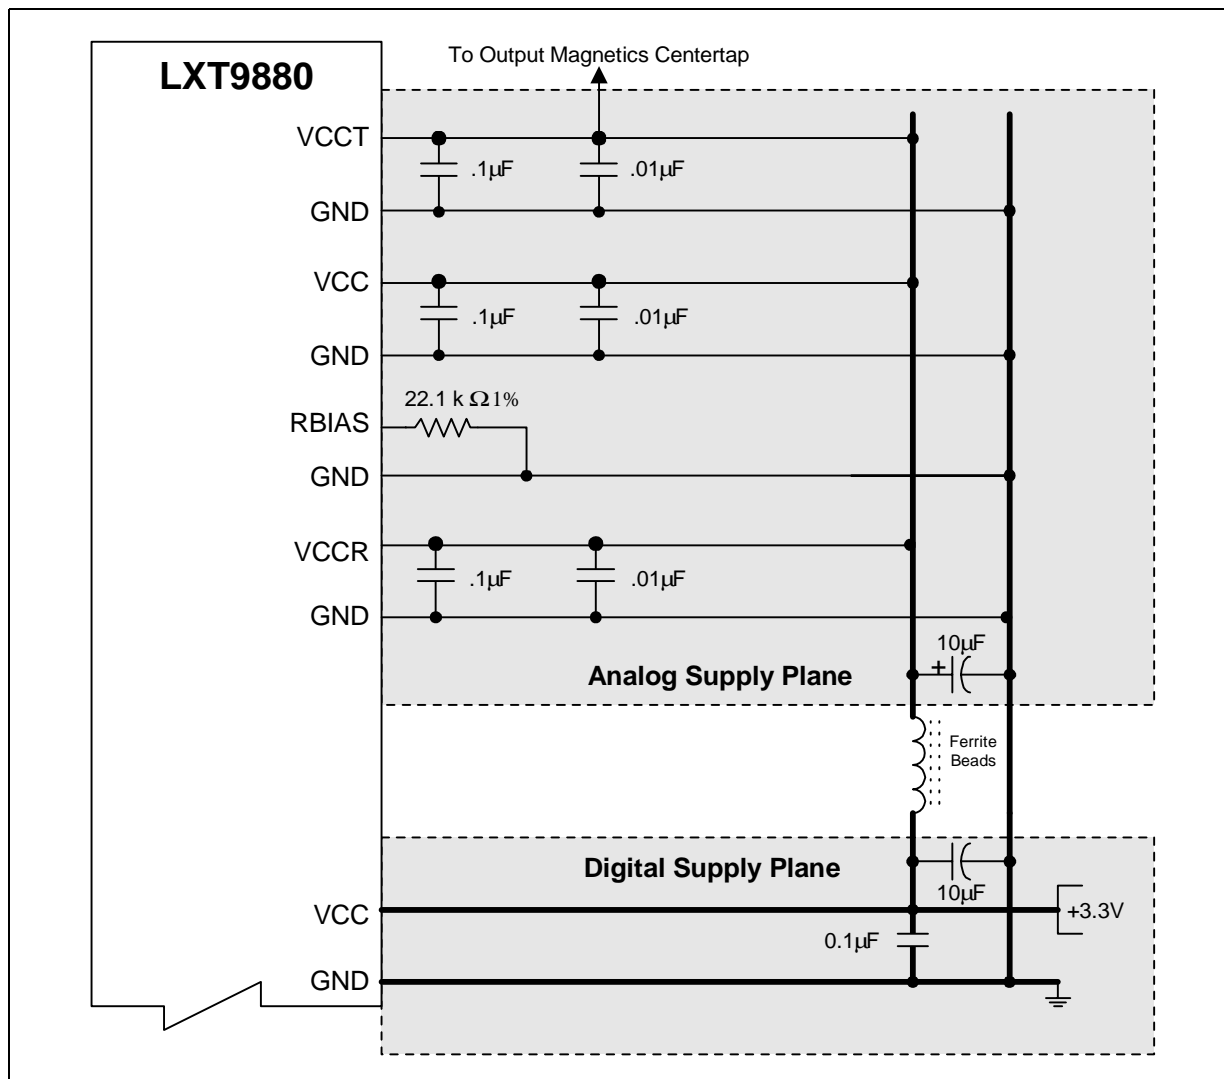 To Output Magnetics Centertap
LXT9880
VCCT
.1µF
.01µF
GND
VCC
.1µF
.01µF
GND
22.1 k Ω 1%
RBIAS
GND
VCCR
.1µF
.01µF
GND
10µF
+
Analog Supply Plane
Ferrite
Beads
Digital Supply Plane
10µF
VCC
+3.3V
0.1µF
GND